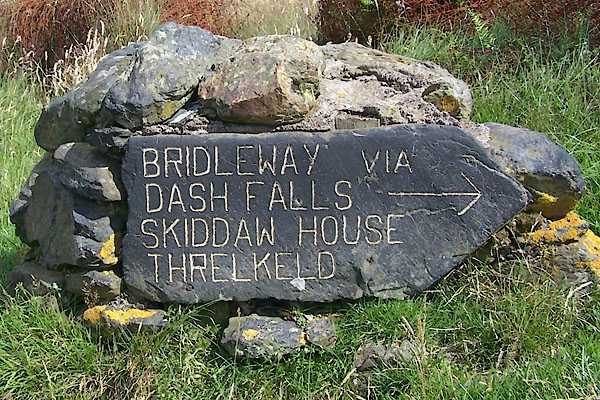 BRIDLEWAY VIA
DASH FALLS
SKIDDAW HOUSE
THRELKELD